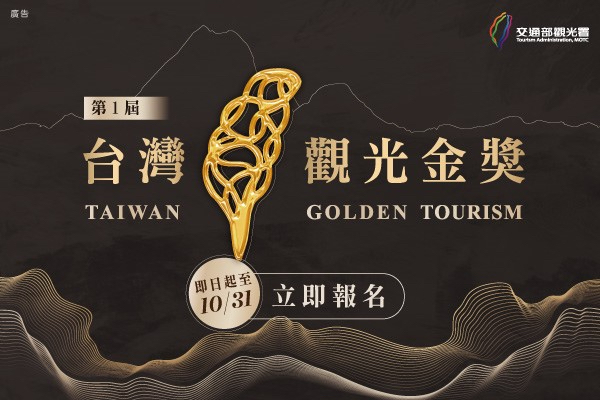 廣告
交通部觀光署
Tourism Administration, MOTC
第1屆
台灣 觀光金獎
TAIWAN GOLDEN TOURISM
即日起至
10/31
立即報名